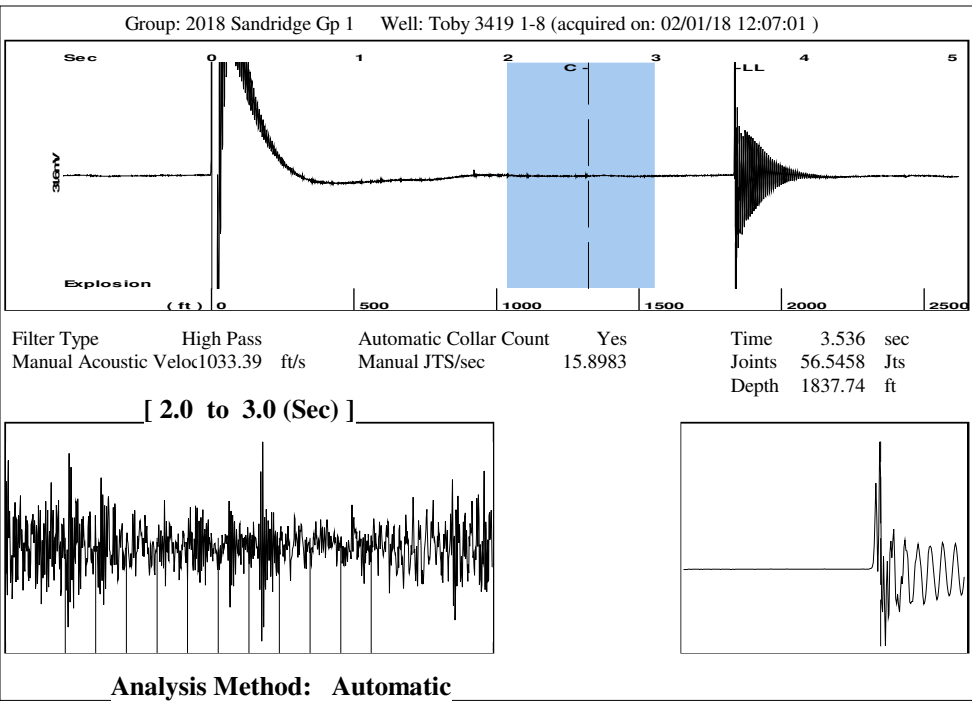 Group: 2018 Sandridge Gp 1 Well: Toby 3419 1-8 (acquired on: 02/01/18 12:07:01 )
Sec 0 1 2 3 4 5
C -
-LL
3.6mV
Explosion
( ft ) 0 500 1000 1500 2000 2500
Filter Type High Pass Automatic Collar Count Yes Time 3.536 sec
Manual Acoustic Veloc1033.39 ft/s Manual JTS/sec 15.8983 Joints 56.5458 Jts
Depth 1837.74 ft
[ 2.0 to 3.0 (Sec) ]
Analysis Method: Automatic